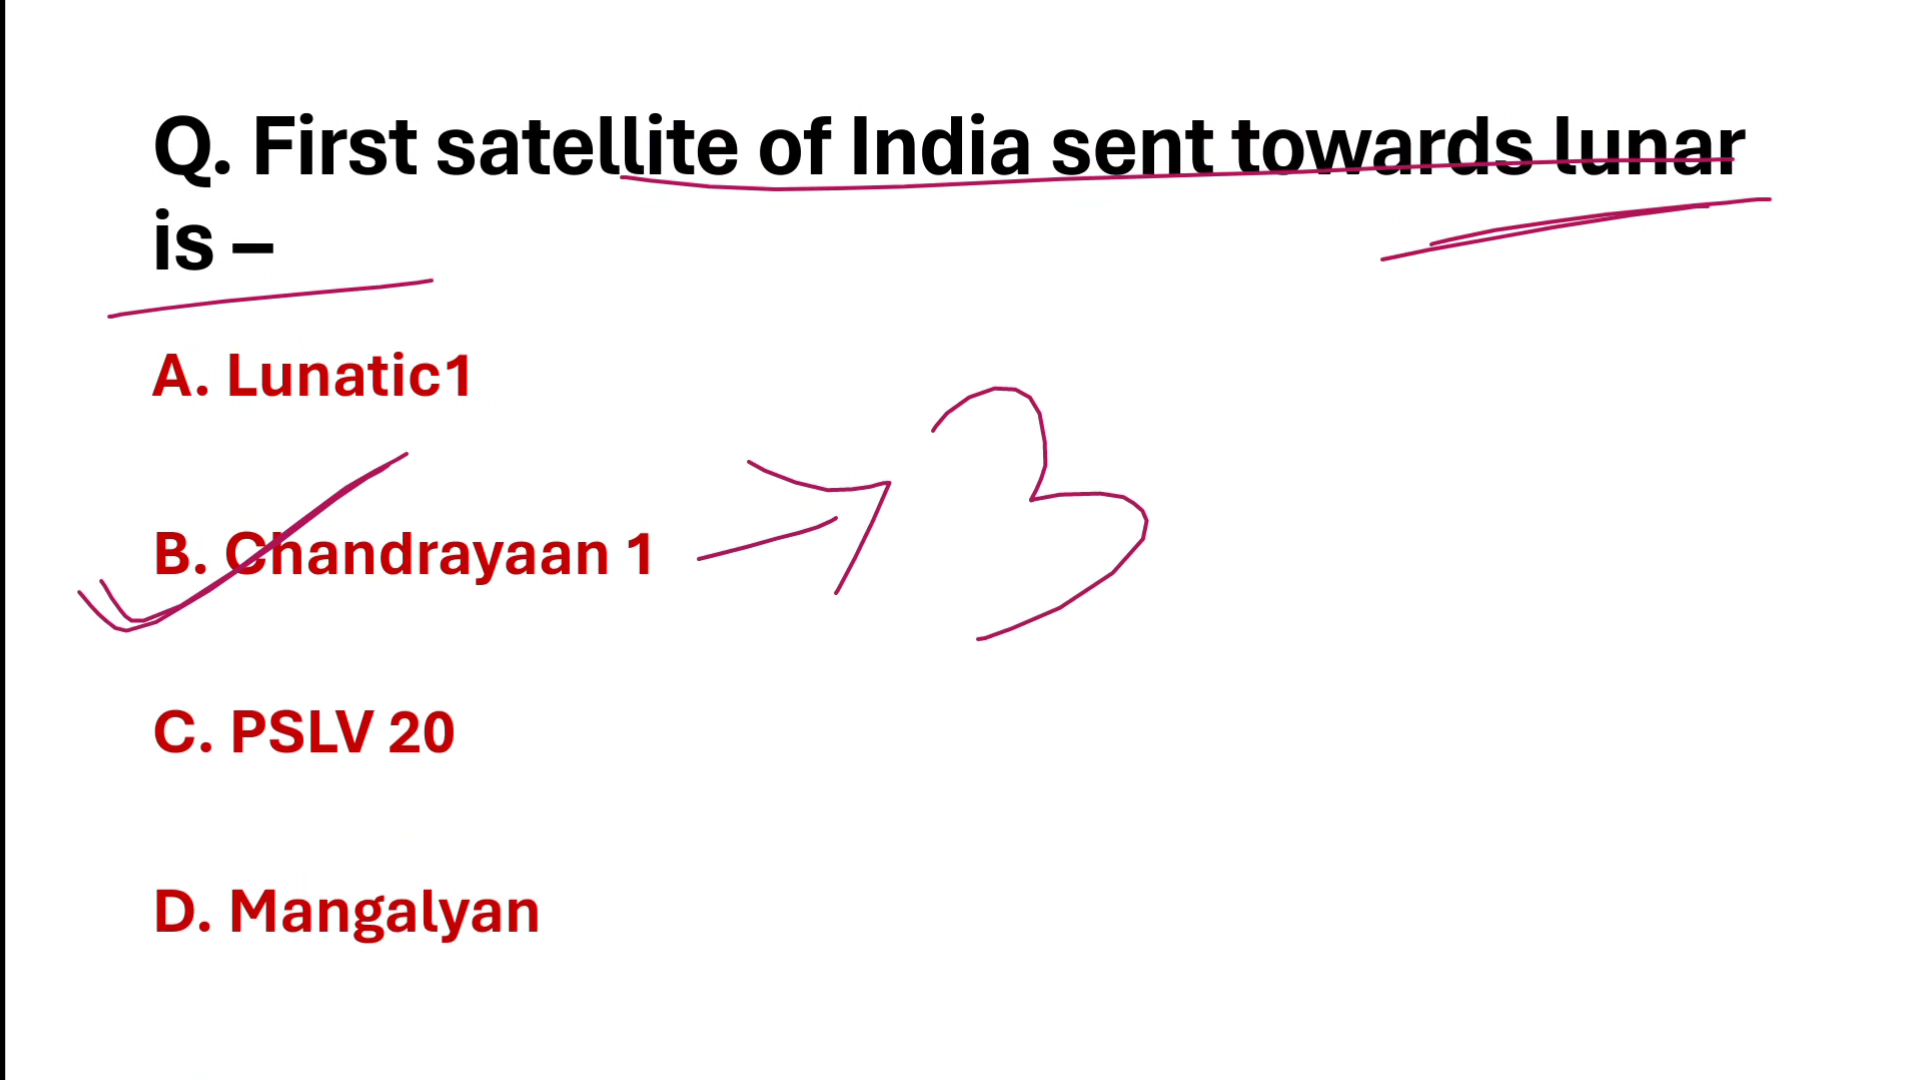 Q. First satellite of India sent towards lunar
is –
A. Lunatic1
B. Chandrayaan 1
3
C. PSLV 20
D. Mangalyan